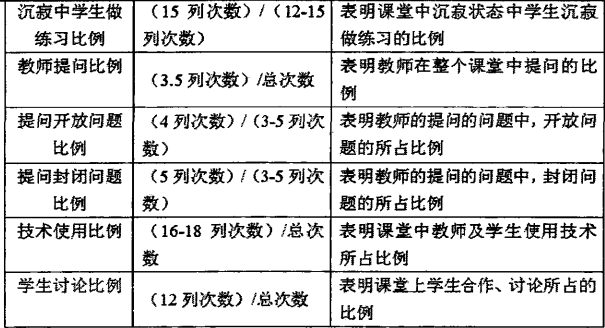 沉寂中学生做 （15 列次数）/（12-15 表明课堂中沉寂状态中学生沉寂
练习比例 列次数） 做练习的比例
教师提问比例 （3.5 列次数）/总次数 表明教师在整个课堂中提问的比
例
提问开放问题 （4 列次数）/（3-5 列次 表明教师的提问的问题中，开放问
比例 数） 题的所占比例
提问封闭问题 （5 列次数）/（3-5 列次 表明教师的提问的问题中，封闭问
比例 数） 题的所占比例
技术使用比例 （16-18 列次数）/总次 表明课堂中教师及学生使用技术
数 所占比例
学生讨论比例 （12 列次数）/总次数 表明课堂上学生合作、讨论所占的
比例